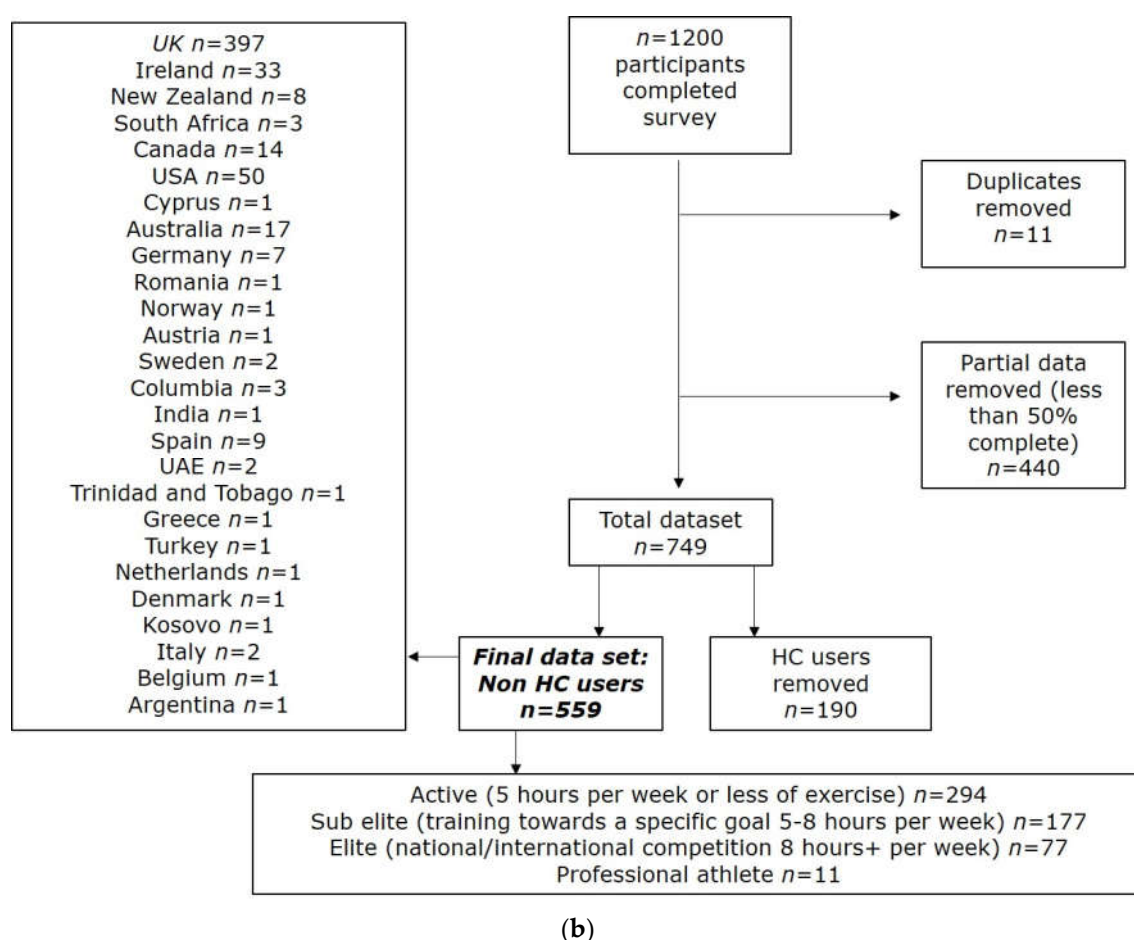 UK n=397
Ireland n=33
New Zealand n=8
South Africa n=3
Canada n=14
USA n=50
Cyprus n=1
Australia n=17
Germany n=7
Romania n=1
Norway n=1
Austria n=1
Sweden n=2
Columbia n=3
India n=1
Spain n=9
UAE n=2
Trinidad and Tobago n=1
Greece n=1
Turkey n=1
Netherlands n=1
Denmark n=1
Kosovo n=1
Italy n=2
Belgium n=1
Argentina n=1
n=1200
participants
completed
survey
Duplicates
removed
n=11
Partial data
removed (less
than 50%
complete)
n=440
Total dataset
n=749
Final data set:
Non HC users
n=559
HC users
removed
n=190
Active (5 hours per week or less of exercise) n=294
Sub elite (training towards a specific goal 5-8 hours per week) n=177
Elite (national/international competition 8 hours+ per week) n=77
Professional athlete n=11
(b)